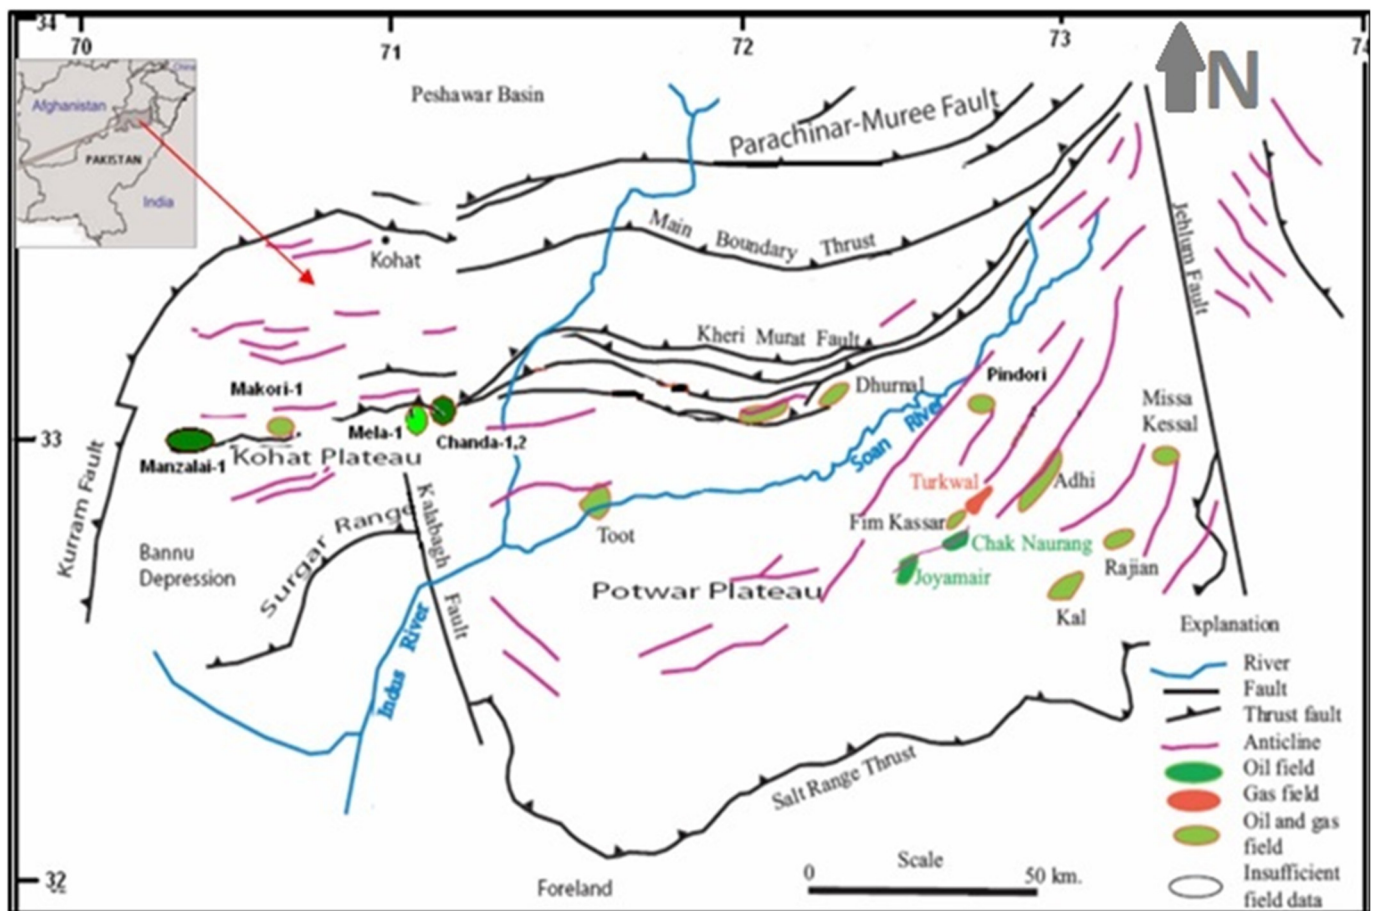 34
70
71
72
73
74
N
Peshawar Basin
Parachinar-Muree Fault
Afghanistan
China
PAKISTAN
India
Main Boundary Thrust
Jehlum Fault
Kohat
Kheri Murat Fault
Makori-1
Dhurnal
Pindori
Missa
Kessal
33
Mela-1
Chanda-1,2
Manzalai-1
Kohat Plateau
Soan River
Kurram Fault
Turkwal
Adhi
Fim Kassar
Chak Naurang
Joyamair
Rajian
Kal
Toot
Surgar Range
Kalabagh Fault
Bannu
Depression
Potwar Plateau
Indus River
Salt Range Thrust
Explanation
River
Fault
Thrust fault
Anticline
Oil field
Gas field
Oil and gas
field
Insufficient
field data
Scale
0
50 km.
32
Foreland